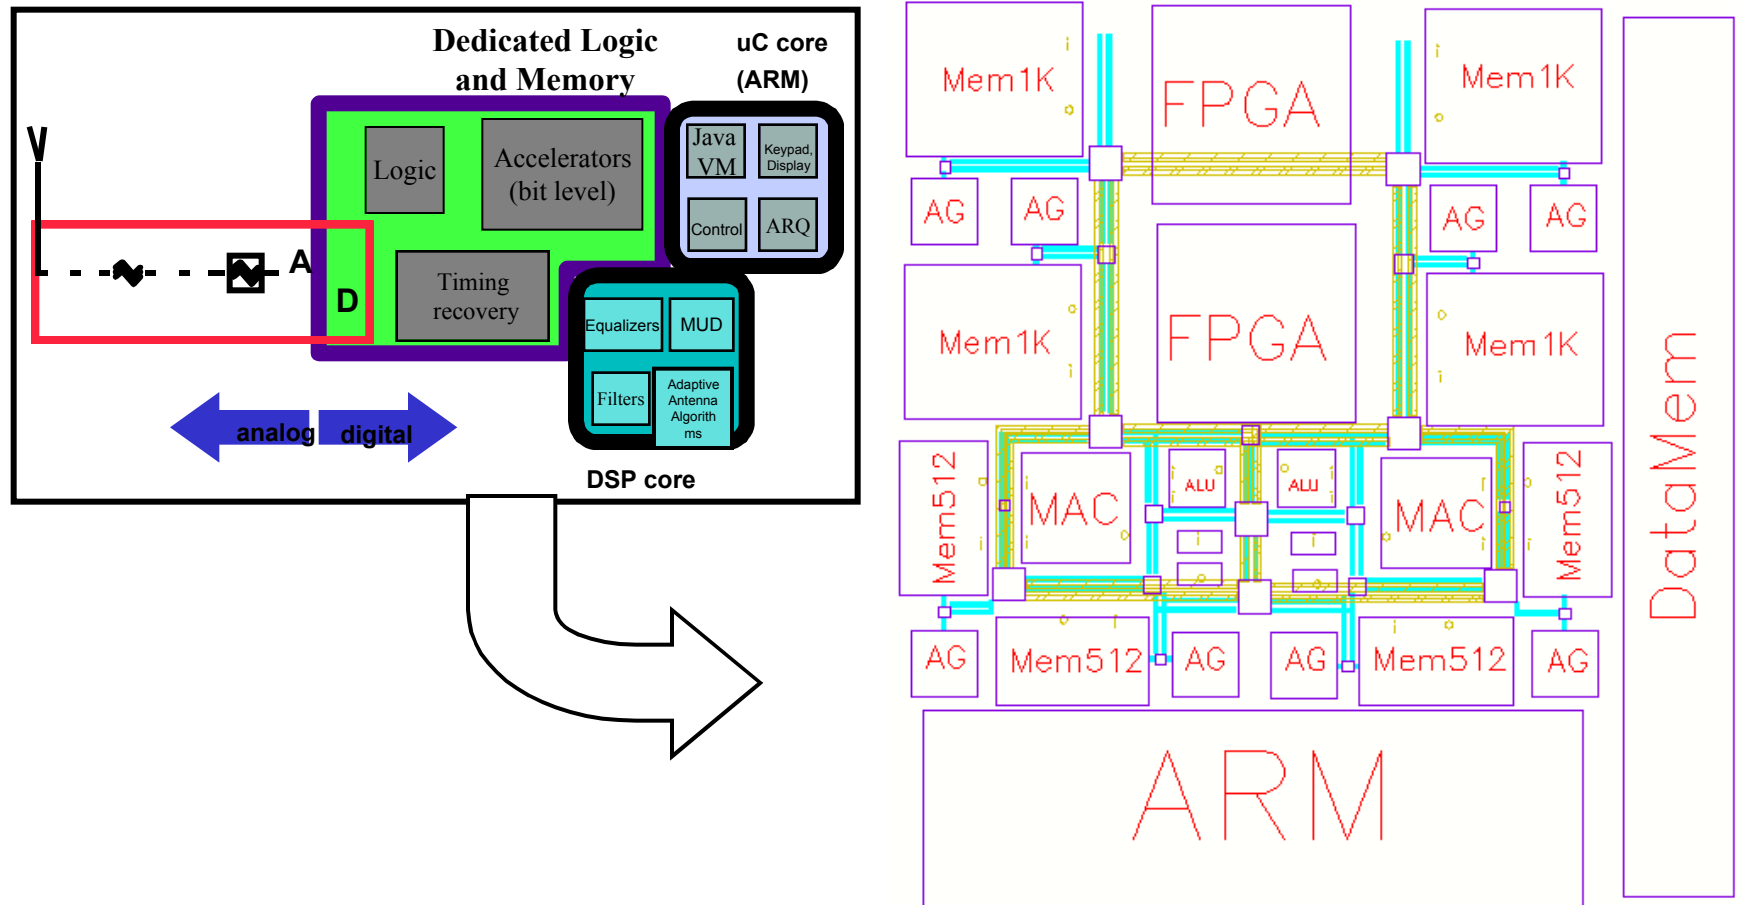 Dedicated Logic
and Memory
uC core
(ARM)
Logic
Accelerators
(bit level)
Java
VM
Keypad,
Display
Control
ARQ
A
D
Timing
recovery
Equalizers
MUD
Filters
Adaptive
Antenna
Algorith
ms
analog
digital
DSP core
Mem1K
FPGA
Mem1K
AG
AG
AG
AG
Mem1K
FPGA
Mem1K
DataMem
Mem512
MAC
ALU
ALU
MAC
Mem512
AG
Mem512
AG
AG
Mem512
AG
ARM